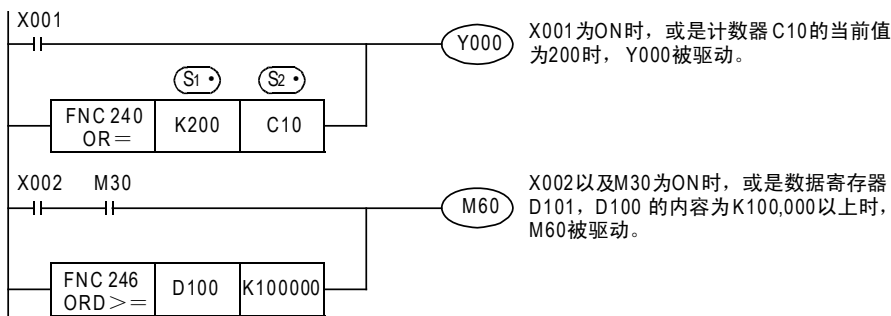 X001
Y000
X001为ON时，或是计数器C10的当前值
为200时，Y000被驱动。
S1・ S2・
FNC 240
OR＝
K200
C10
X002 M30
M60
X002以及M30为ON时，或是数据寄存器
D101，D100 的内容为K100,000以上时，
M60被驱动。
FNC 246
ORD＞＝
D100
K100000